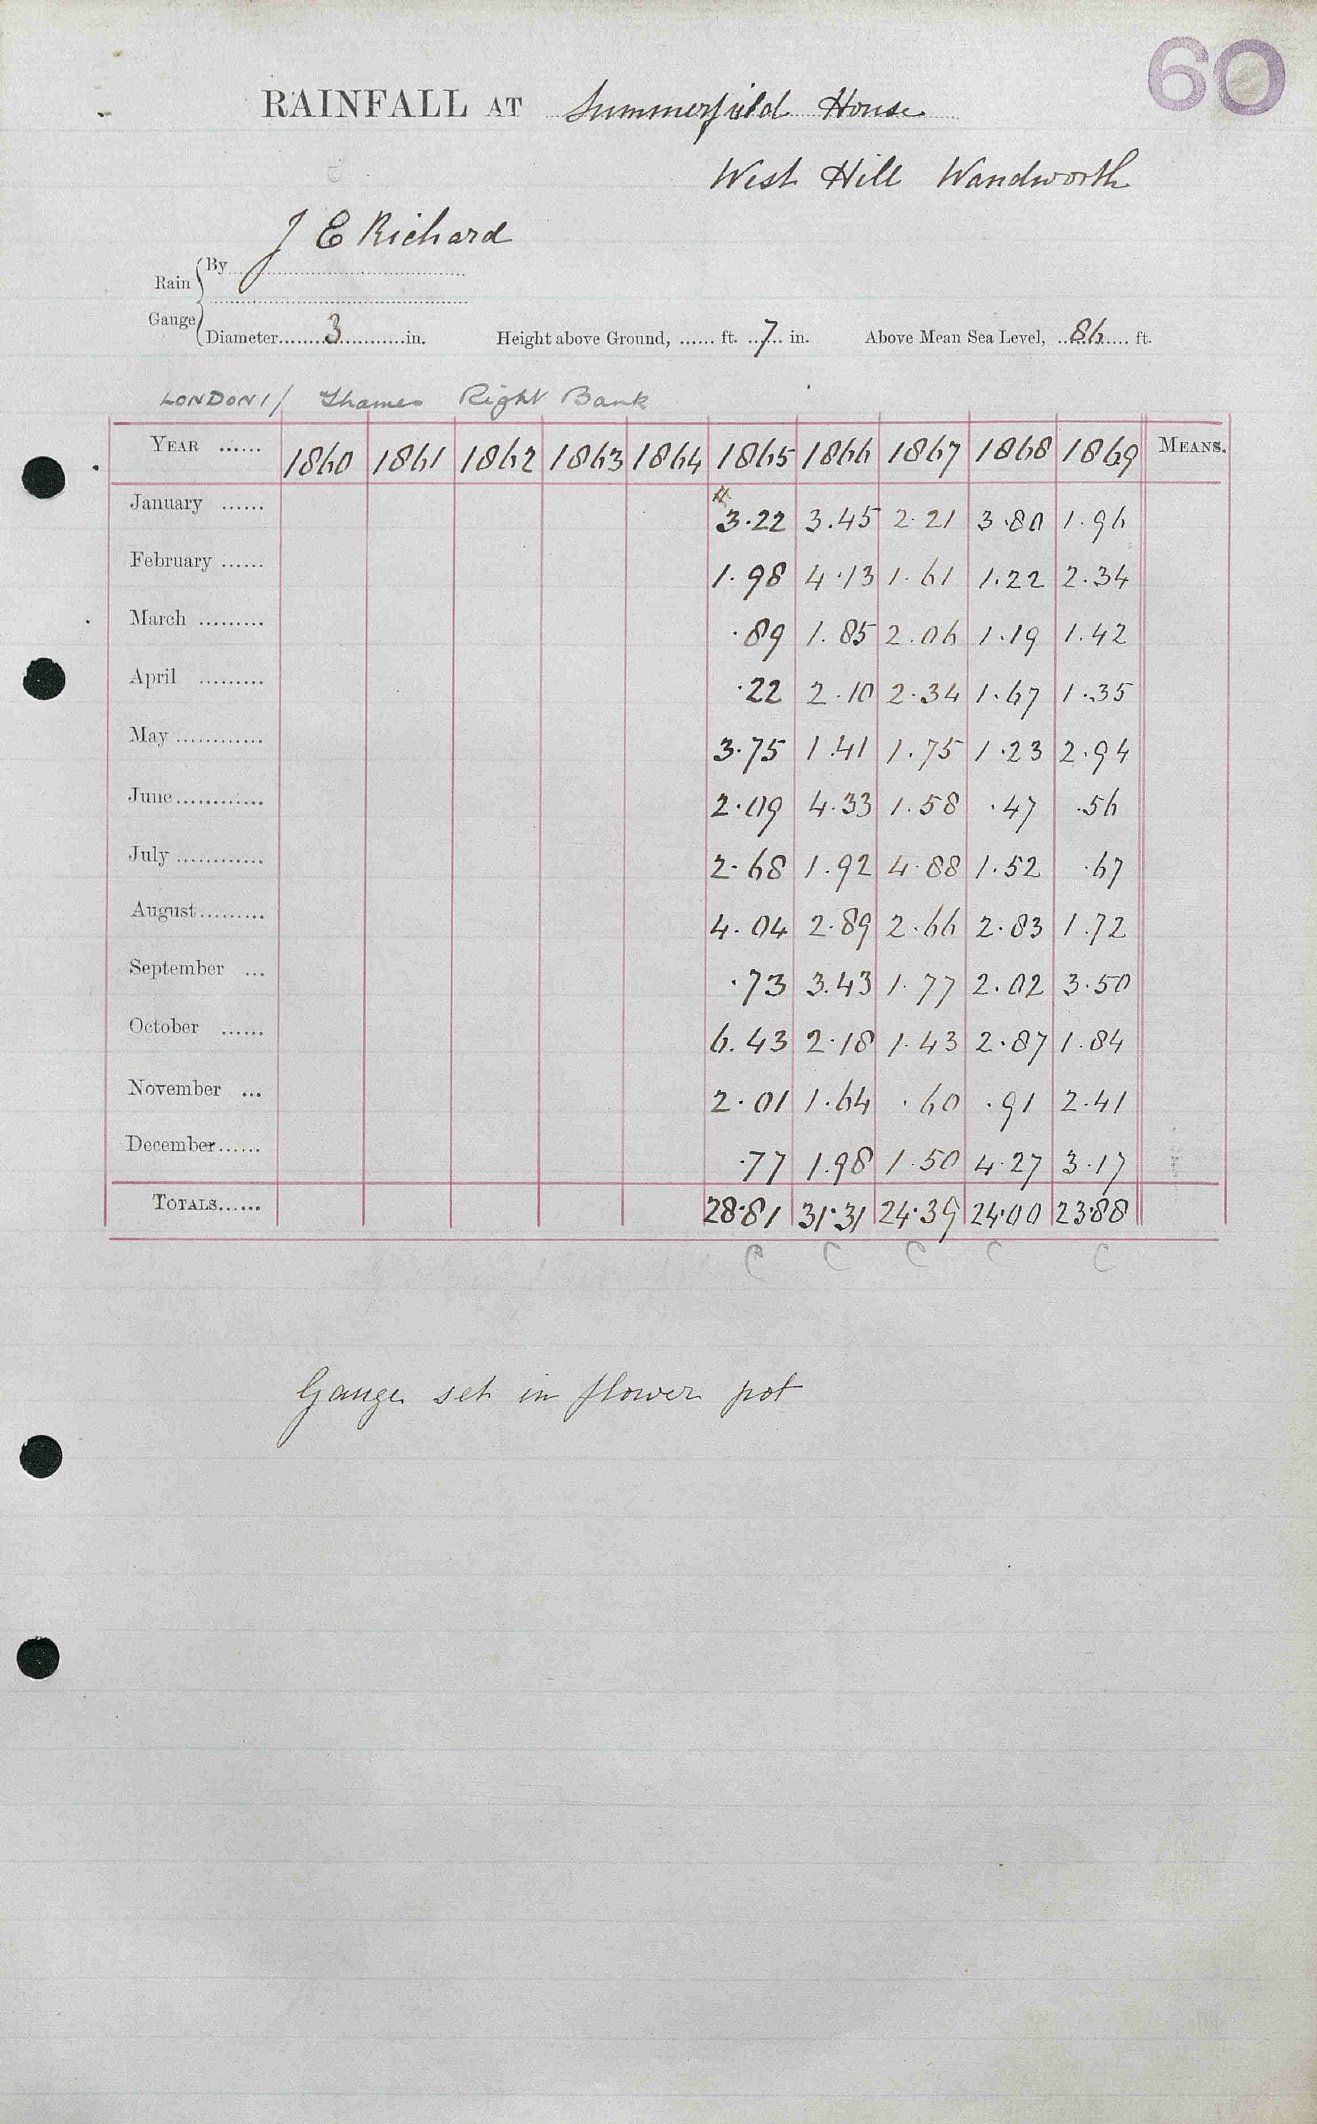 60
RAINFALL AT Summerfield House
West Hill Wandworth
J E Richard
Rain Gauge { By
Diameter 3 in. Height above Ground, ...... ft. 7 in. Above Mean Sea Level, 86 ft.
LONDON 1/ Thames Right Bank
YEAR ...... 1860 1861 1862 1863 1864 1865 1866 1867 1868 1869 MEANS.
January ...... 3.22 3.45 2.21 3.80 1.96
February ...... 1.98 4.13 1.61 1.22 2.34
March ......... .89 1.85 2.06 1.19 1.42
April ......... .22 2.10 2.34 1.67 1.35
May ............ 3.75 1.41 1.75 1.23 2.94
June ............ 2.09 4.33 1.58 .47 .56
July ............ 2.68 1.92 4.88 1.52 .67
August ......... 4.04 2.89 2.66 2.83 1.72
September ... .73 3.43 1.77 2.02 3.50
October ...... 6.43 2.18 1.43 2.87 1.84
November ... 2.01 1.64 .60 .91 2.41
December ...... .77 1.98 1.50 4.27 3.17
TOTALS ...... 28.81 31.31 24.39 24.00 23.88
C C C C C
Gauge set in flower pot